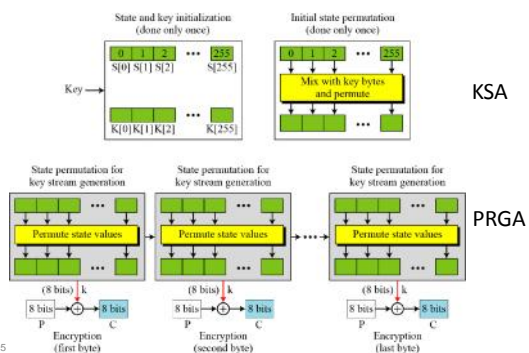 State and key initialization
(done only once)
0 1 2 ••• 255
S[0] S[1] S[2] S[255]
Key
K[0] K[1] K[2] K[255]
Initial state permutation
(done only once)
0 1 2 ••• 255
Mix with key bytes
and permute
•••
KSA
State permutation for
key stream generation
•••
Permute state values
•••
(8 bits) k
8 bits + 8 bits
P C
Encryption
(first byte)
State permutation for
key stream generation
•••
Permute state values
•••
(8 bits) k
8 bits + 8 bits
P C
Encryption
(second byte)
•••
State permutation for
key stream generation
•••
Permute state values
•••
(8 bits) k
8 bits + 8 bits
P C
Encryption
(last byte)
PRGA
5